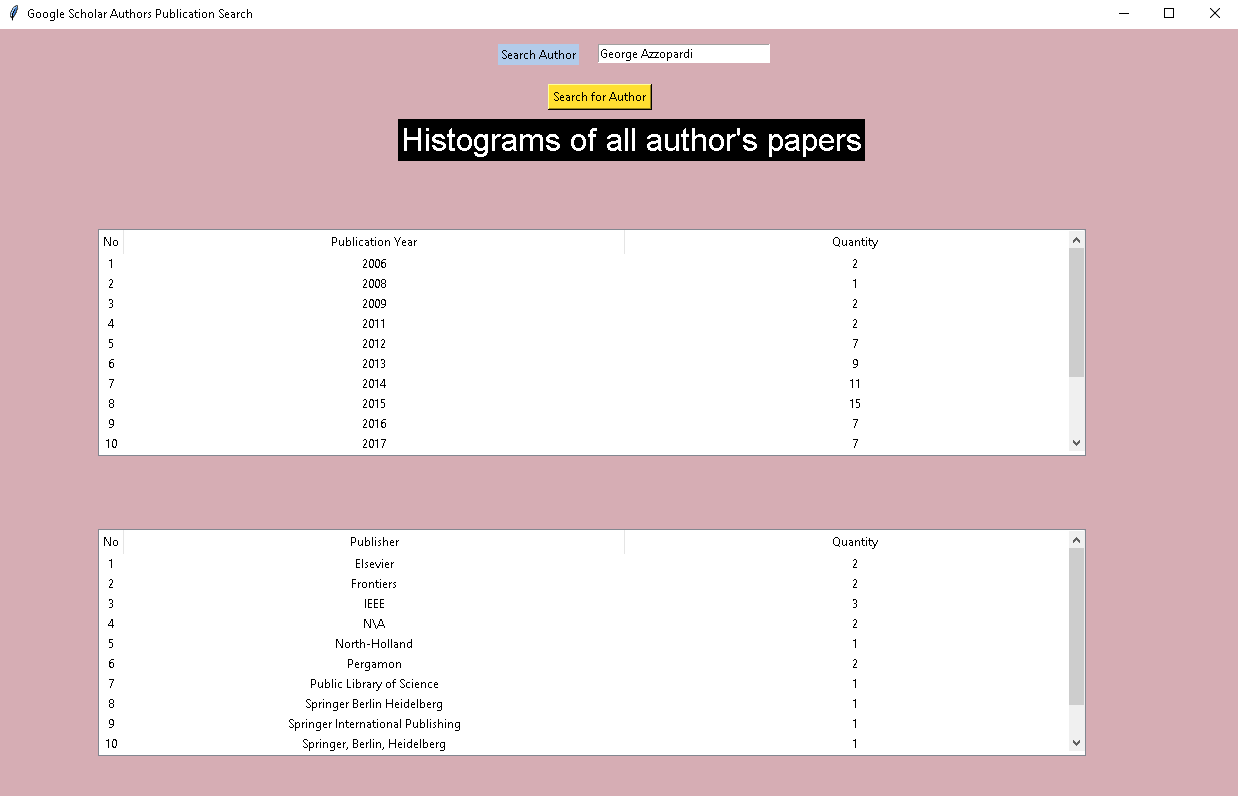 Google Scholar Authors Publication Search
Search Author George Azzopardi
Search for Author
Histograms of all author's papers
No Publication Year Quantity
1 2006 2
2 2008 1
3 2009 2
4 2011 2
5 2012 7
6 2013 9
7 2014 11
8 2015 15
9 2016 7
10 2017 7
No Publisher Quantity
1 Elsevier 2
2 Frontiers 2
3 IEEE 3
4 N\A 2
5 North-Holland 1
6 Pergamon 2
7 Public Library of Science 1
8 Springer Berlin Heidelberg 1
9 Springer International Publishing 1
10 Springer, Berlin, Heidelberg 1